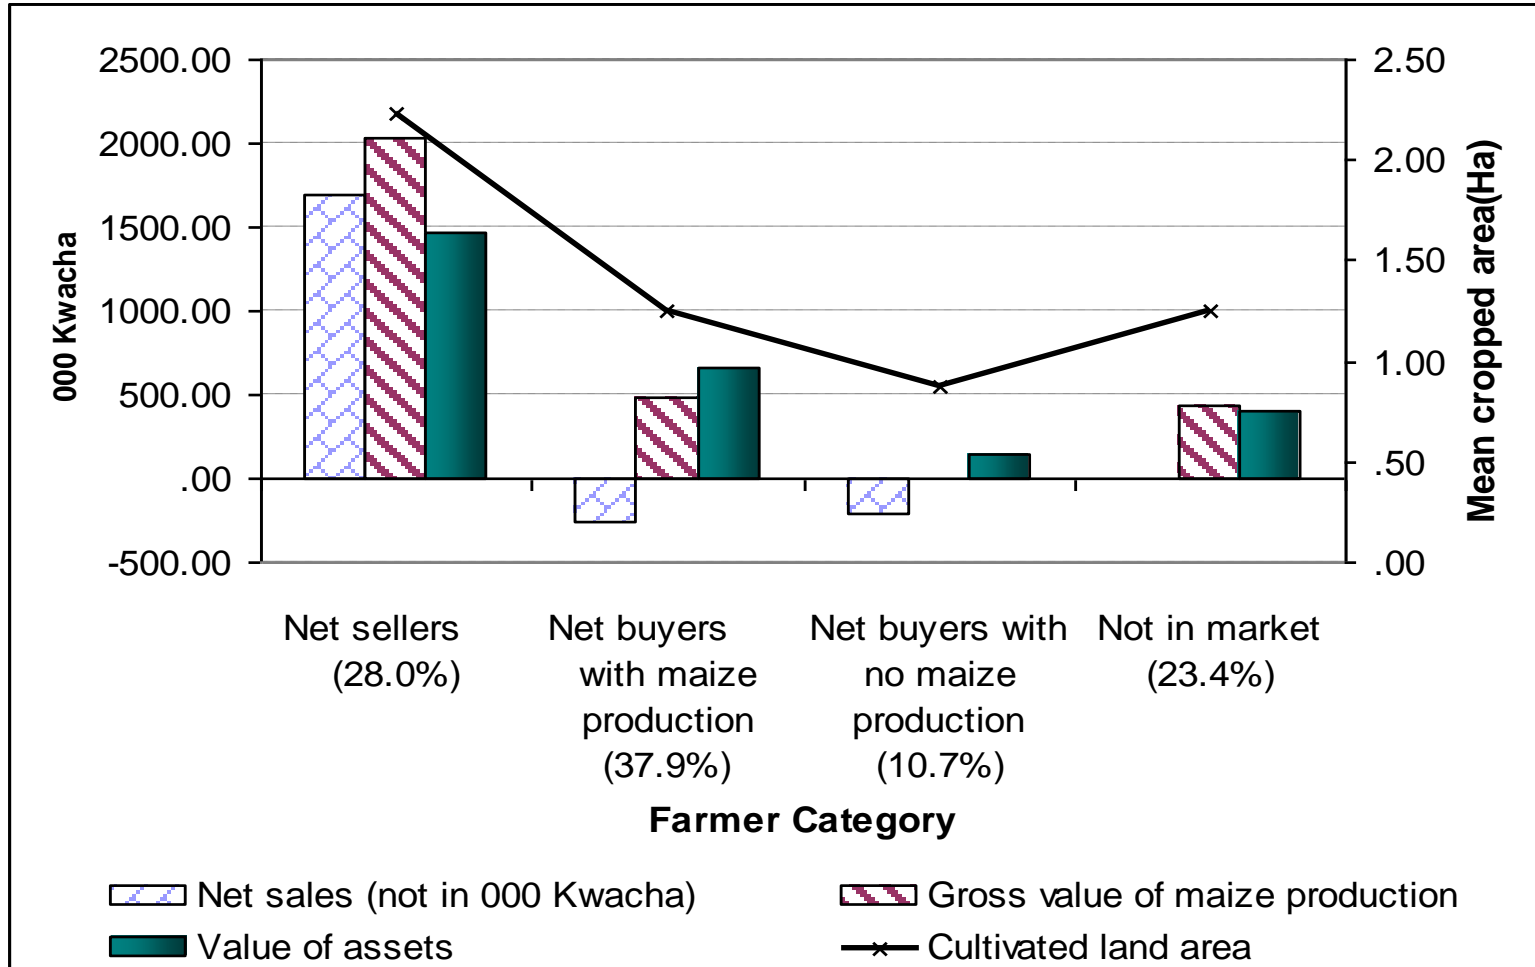 2500.00
2000.00
1500.00
1000.00
500.00
.00
-500.00
000 Kwacha
2.50
2.00
1.50
1.00
.50
.00
Mean cropped area(Ha)
Net sellers
(28.0%)
Net buyers
with maize
production
(37.9%)
Net buyers with
no maize
production
(10.7%)
Not in market
(23.4%)
Farmer Category
Net sales (not in 000 Kwacha)
Gross value of maize production
Value of assets
Cultivated land area